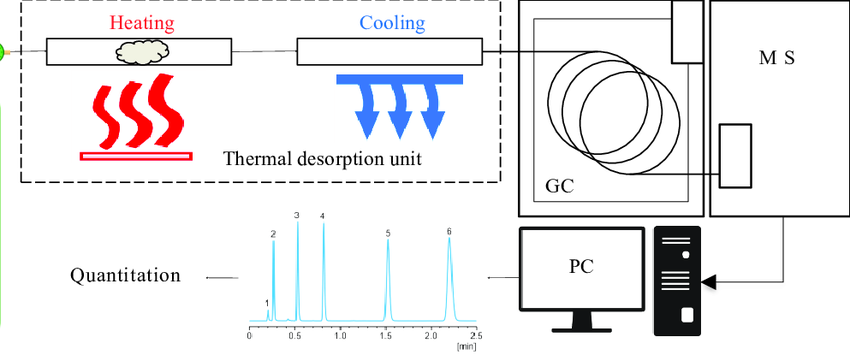 Heating
Cooling
M S
Thermal desorption unit
GC
Quantitation
1
2
3
4
5
6
PC
0
0.5
1.0
1.5
2.0
2.5
[min]